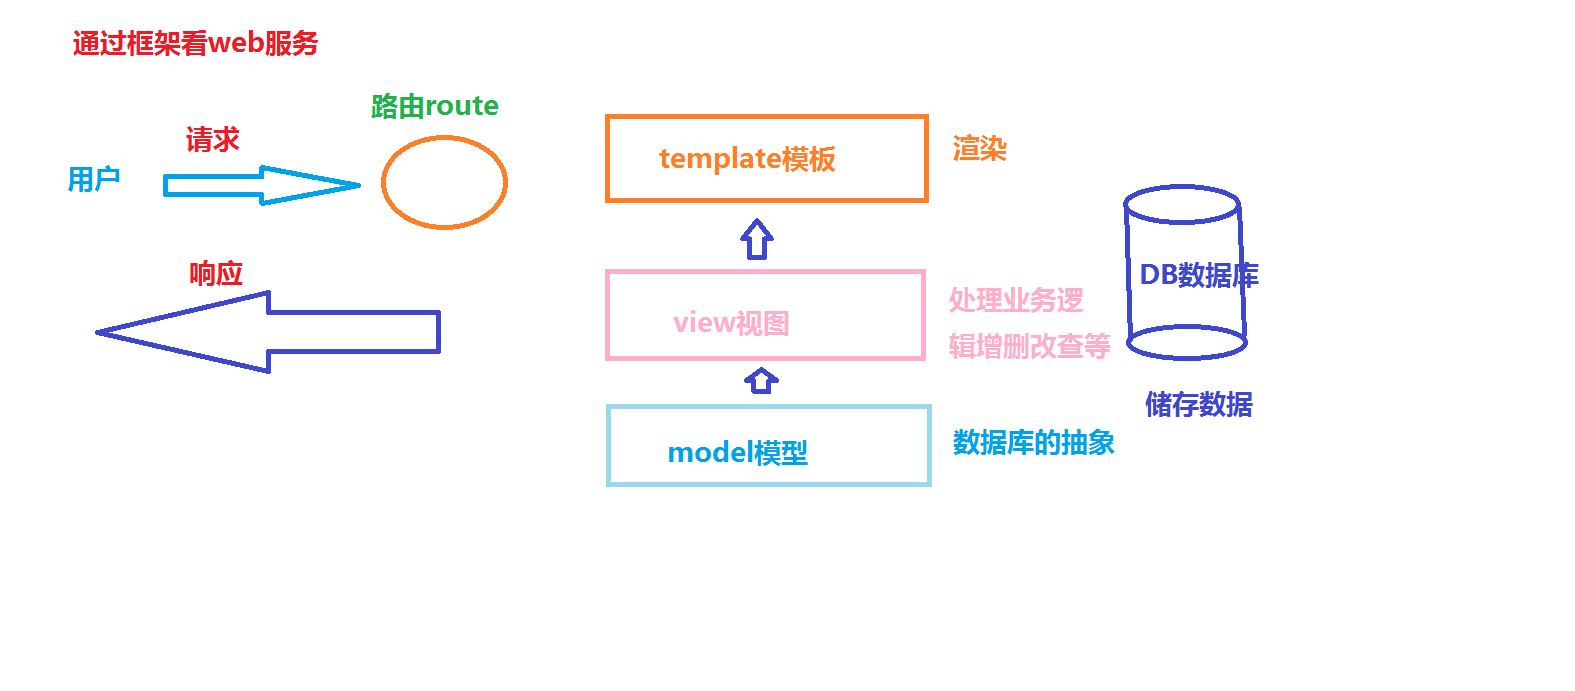 通过框架看web服务
路由route
请求
用户
template模板
渲染
响应
DB数据库
view视图
处理业务逻
辑增删改查等
储存数据
model模型
数据库的抽象